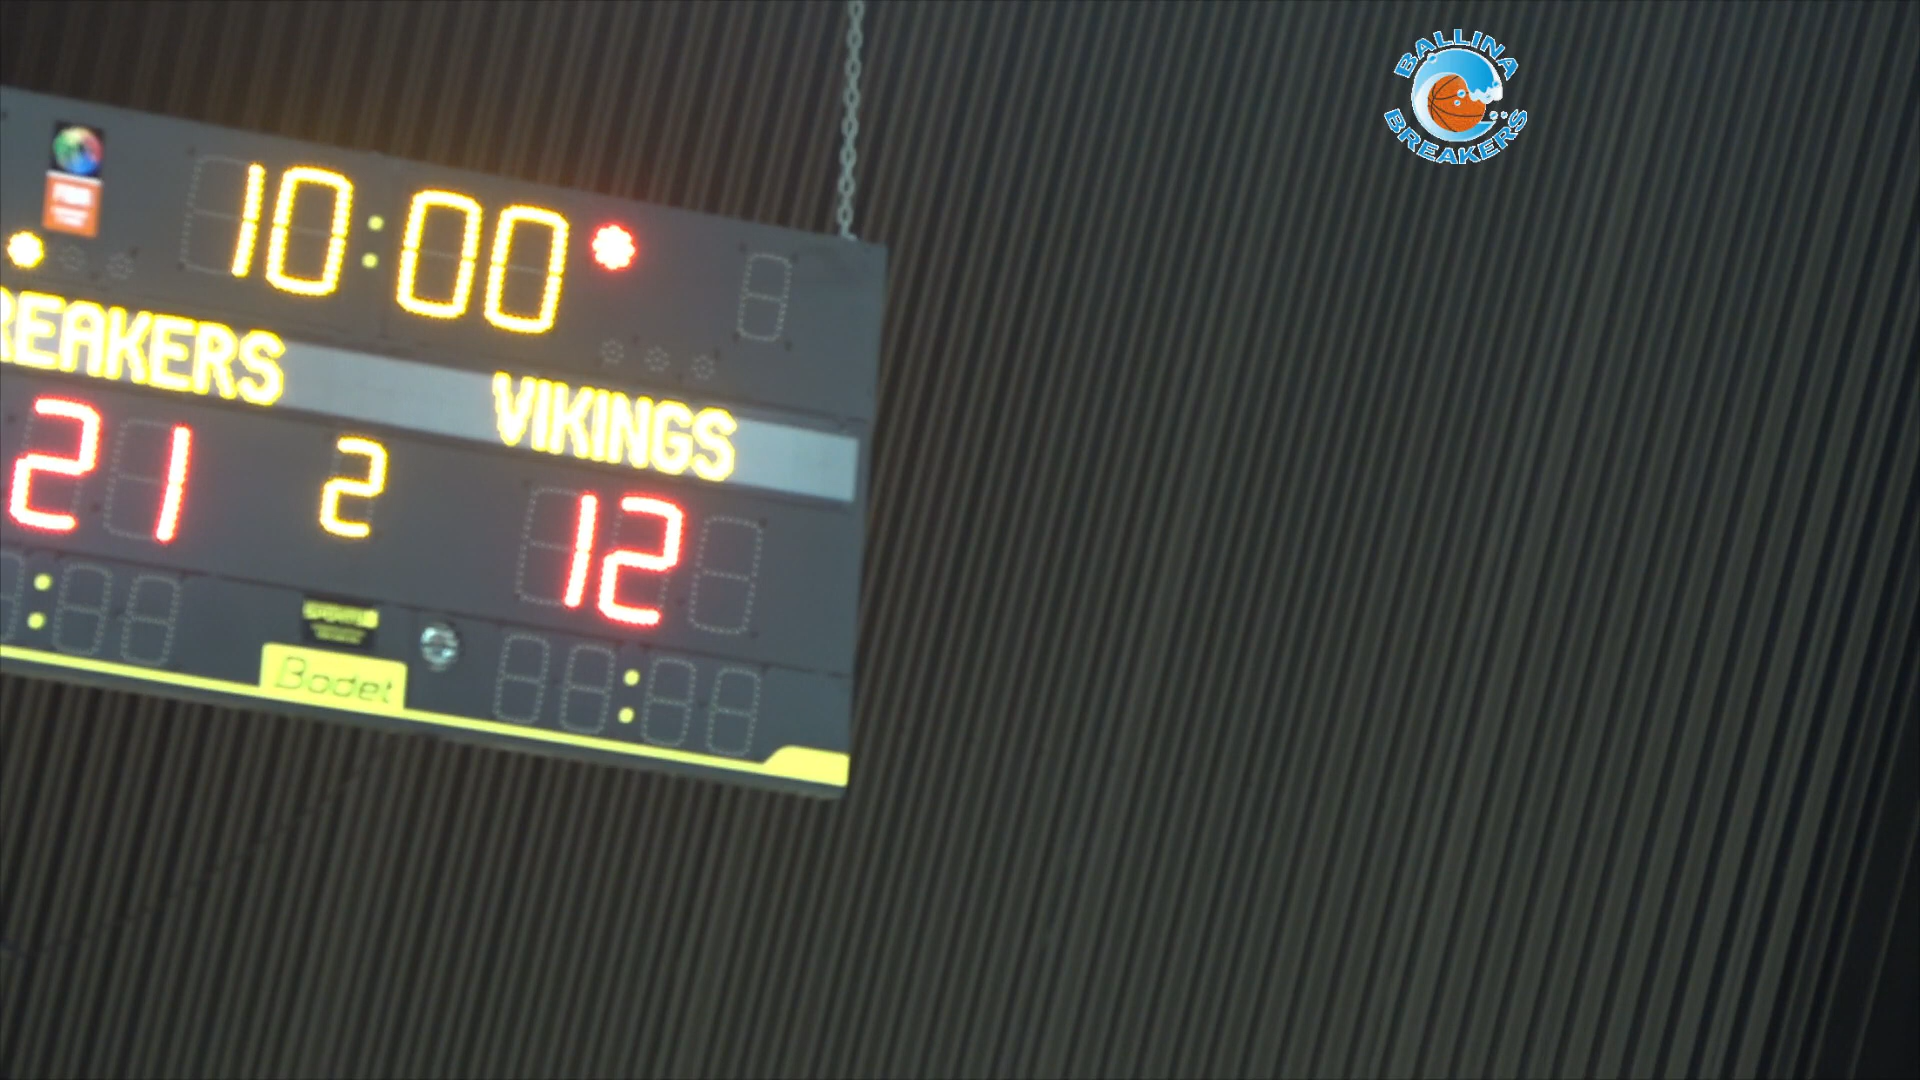 BALLINA
BREAKERS
10:00
REAKERS VIKINGS
21 2 12
Bodet